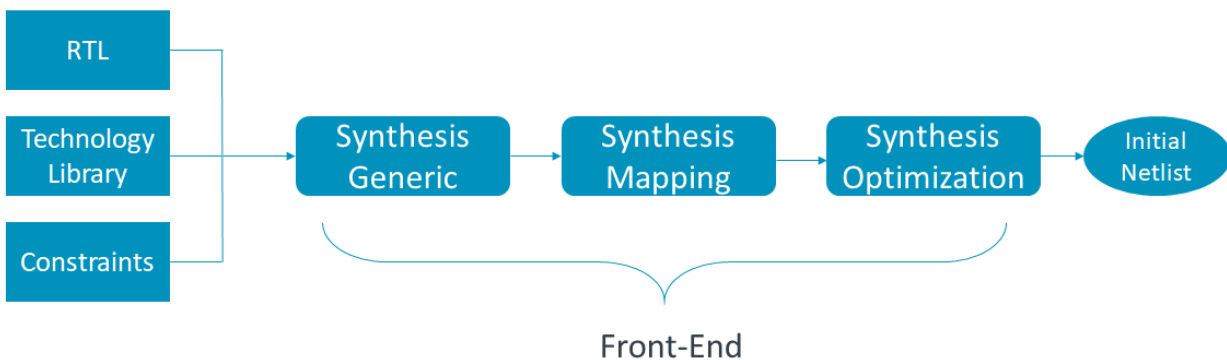 RTL
Technology
Library
Constraints
Synthesis
Generic
Synthesis
Mapping
Synthesis
Optimization
Initial
Netlist
Front-End